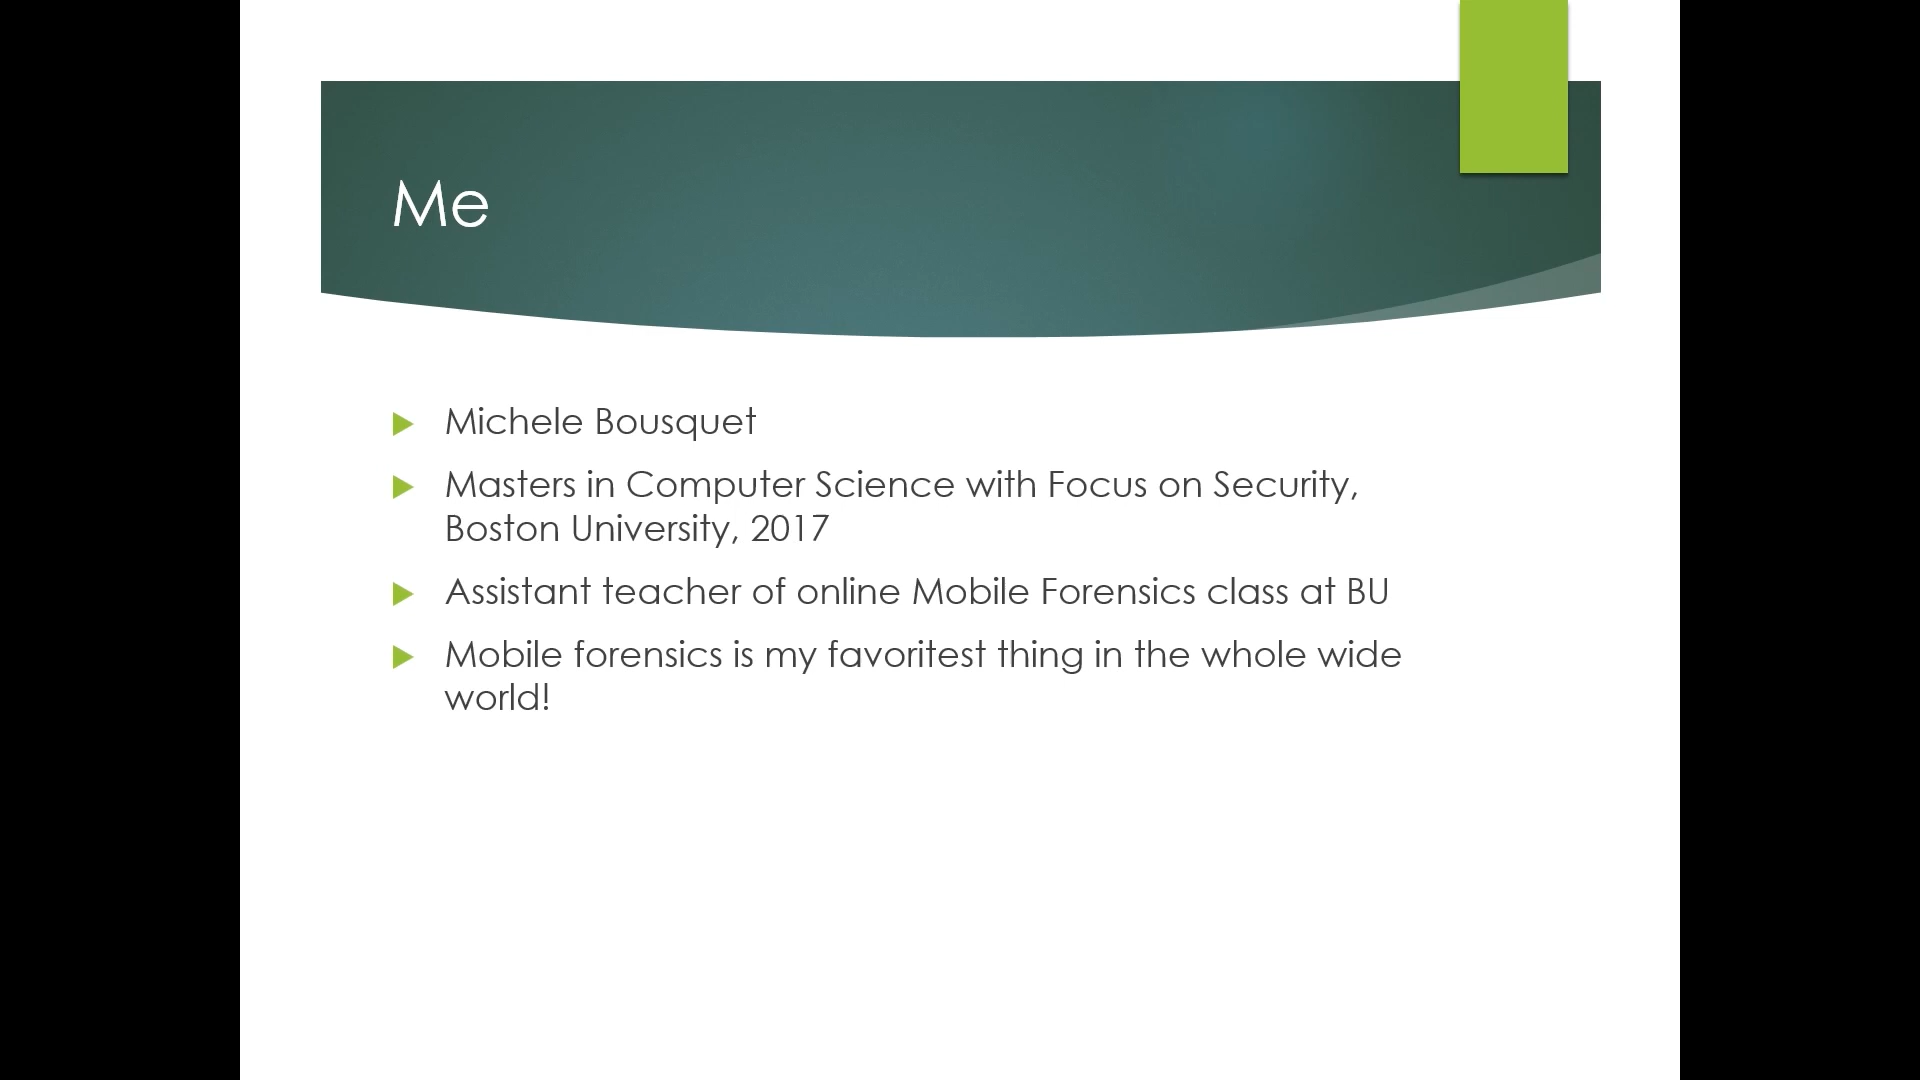 Me
Michele Bousquet
Masters in Computer Science with Focus on Security,
Boston University, 2017
Assistant teacher of online Mobile Forensics class at BU
Mobile forensics is my favoritest thing in the whole wide
world!